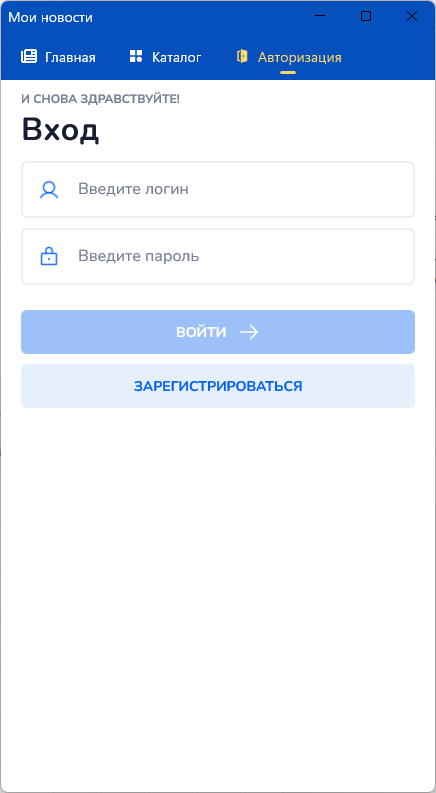 Мои новости
Главная Каталог Авторизация
И СНОВА ЗДРАВСТВУЙТЕ!
Вход
Введите логин
Введите пароль
ВОЙТИ
ЗАРЕГИСТРИРОВАТЬСЯ